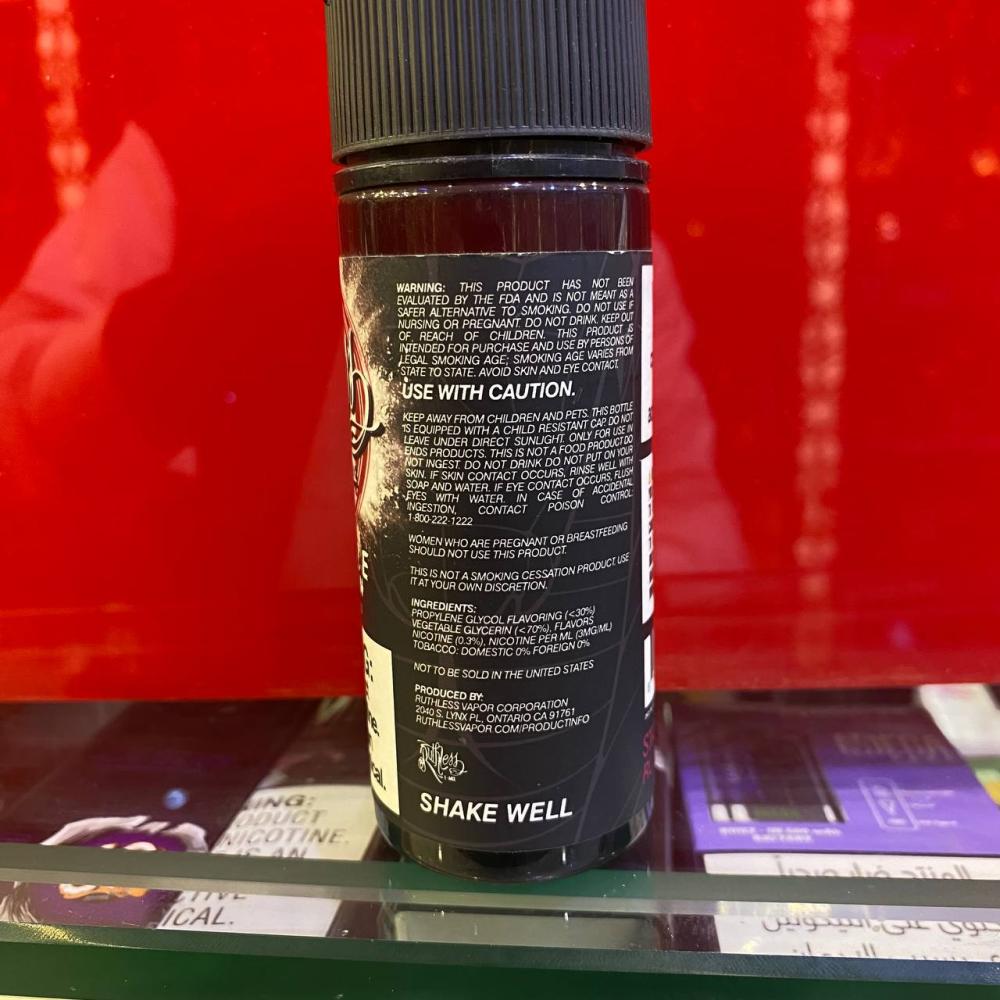 WARNING: THIS PRODUCT HAS NOT BEEN
EVALUATED BY THE FDA AND IS NOT MEANT AS A
SAFER ALTERNATIVE TO SMOKING. DO NOT USE IF
NURSING OR PREGNANT. DO NOT DRINK. KEEP OUT
OF REACH OF CHILDREN. THIS PRODUCT IS
INTENDED FOR PURCHASE AND USE BY PERSONS OF
LEGAL SMOKING AGE; SMOKING AGE VARIES FROM
STATE TO STATE. AVOID SKIN AND EYE CONTACT.
USE WITH CAUTION.
KEEP AWAY FROM CHILDREN AND PETS. THIS BOTTLE
IS EQUIPPED WITH A CHILD RESISTANT CAP. DO NOT
LEAVE UNDER DIRECT SUNLIGHT. ONLY FOR USE IN
ENDS PRODUCTS. THIS IS NOT A FOOD PRODUCT DO
NOT INGEST. DO NOT DRINK DO NOT PUT ON YOUR
SKIN. IF SKIN CONTACT OCCURS, RINSE WELL WITH
SOAP AND WATER. IF EYE CONTACT OCCURS, FLUSH
EYES WITH WATER. IN CASE OF ACCIDENTAL
INGESTION, CONTACT POISON CONTROL:
1-800-222-1222
WOMEN WHO ARE PREGNANT OR BREASTFEEDING
SHOULD NOT USE THIS PRODUCT.
THIS IS NOT A SMOKING CESSATION PRODUCT. USE
IT AT YOUR OWN DISCRETION.
INGREDIENTS:
PROPYLENE GLYCOL FLAVORING (<30%)
VEGETABLE GLYCERIN (<70%), FLAVORS
NICOTINE (0.3%), NICOTINE PER ML (3MG/ML)
TOBACCO: DOMESTIC 0% FOREIGN 0%
NOT TO BE SOLD IN THE UNITED STATES
PRODUCED BY:
RUTHLESS VAPOR CORPORATION
2040 S. LYNX PL. ONTARIO CA 91761
RUTHLESSVAPOR.COM/PRODUCTINFO
Ruthless
SHAKE WELL
NICOTINE.
المنتج ضار صحياً